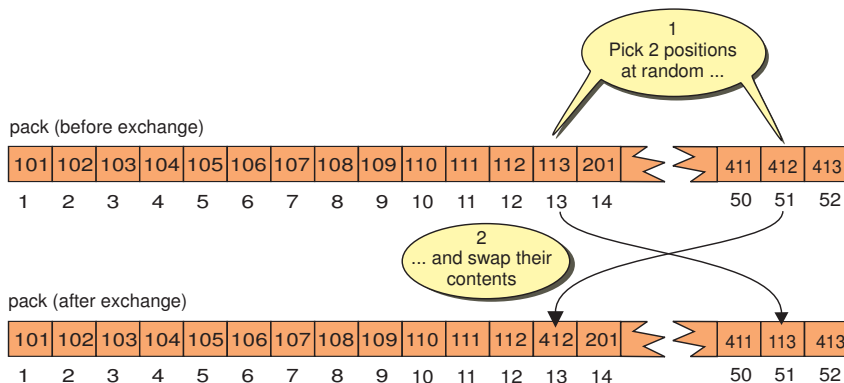 1
Pick 2 positions
at random ...
pack (before exchange)
101 102 103 104 105 106 107 108 109 110 111 112 113 201 411 412 413
1 2 3 4 5 6 7 8 9 10 11 12 13 14 50 51 52
2
... and swap their
contents
pack (after exchange)
101 102 103 104 105 106 107 108 109 110 111 112 412 201 411 113 413
1 2 3 4 5 6 7 8 9 10 11 12 13 14 50 51 52